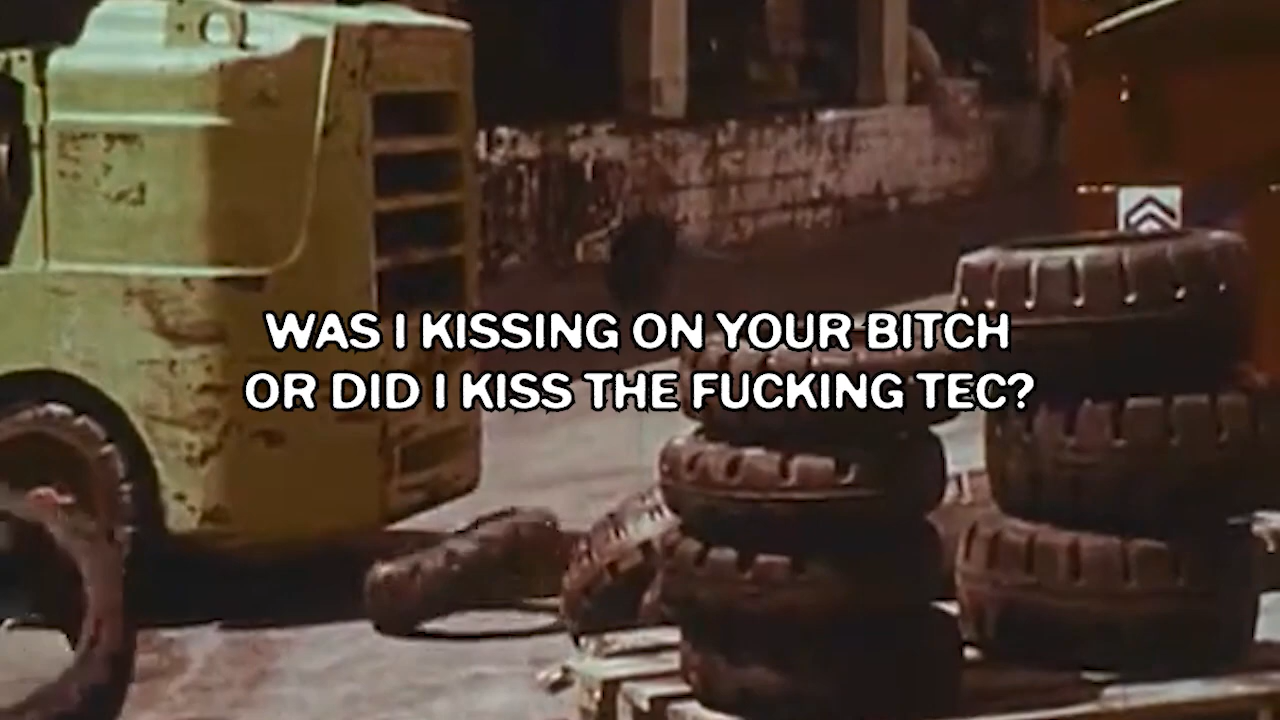 WAS I KISSING ON YOUR BITCH
OR DID I KISS THE FUCKING TEC?